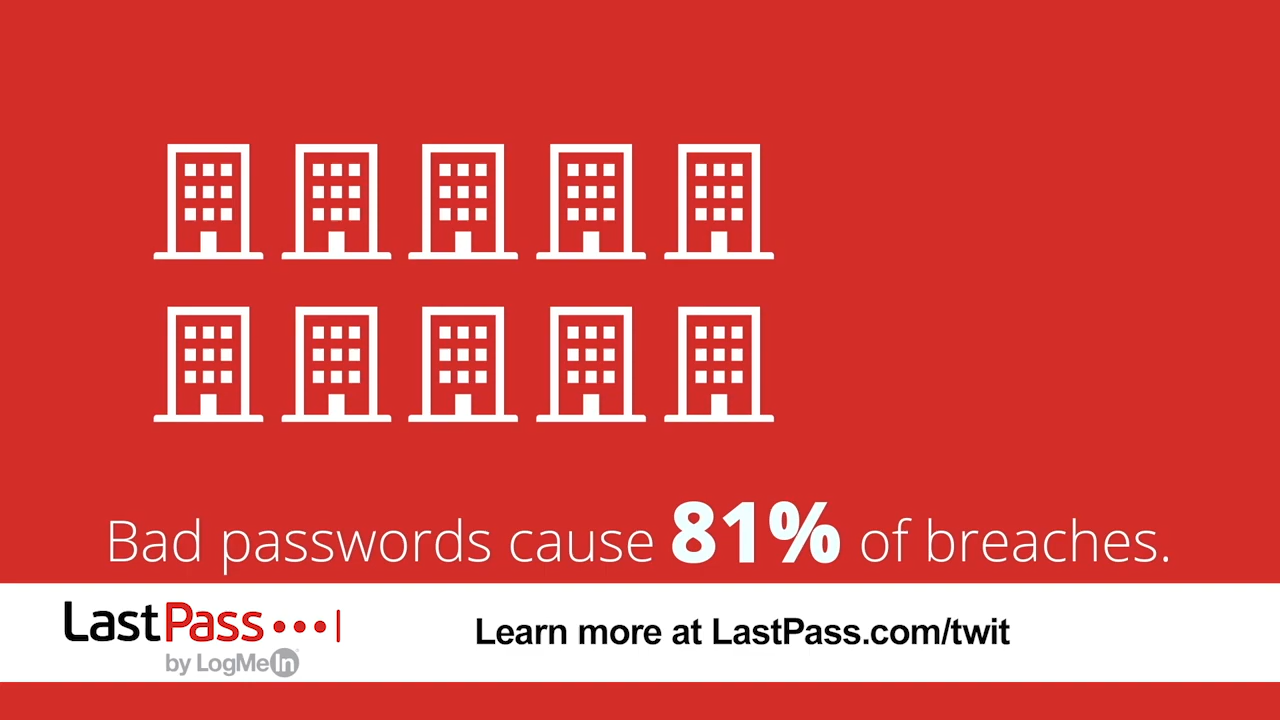 Bad passwords cause 81% of breaches.
LastPass•••|
by LogMeIn
Learn more at LastPass.com/twit